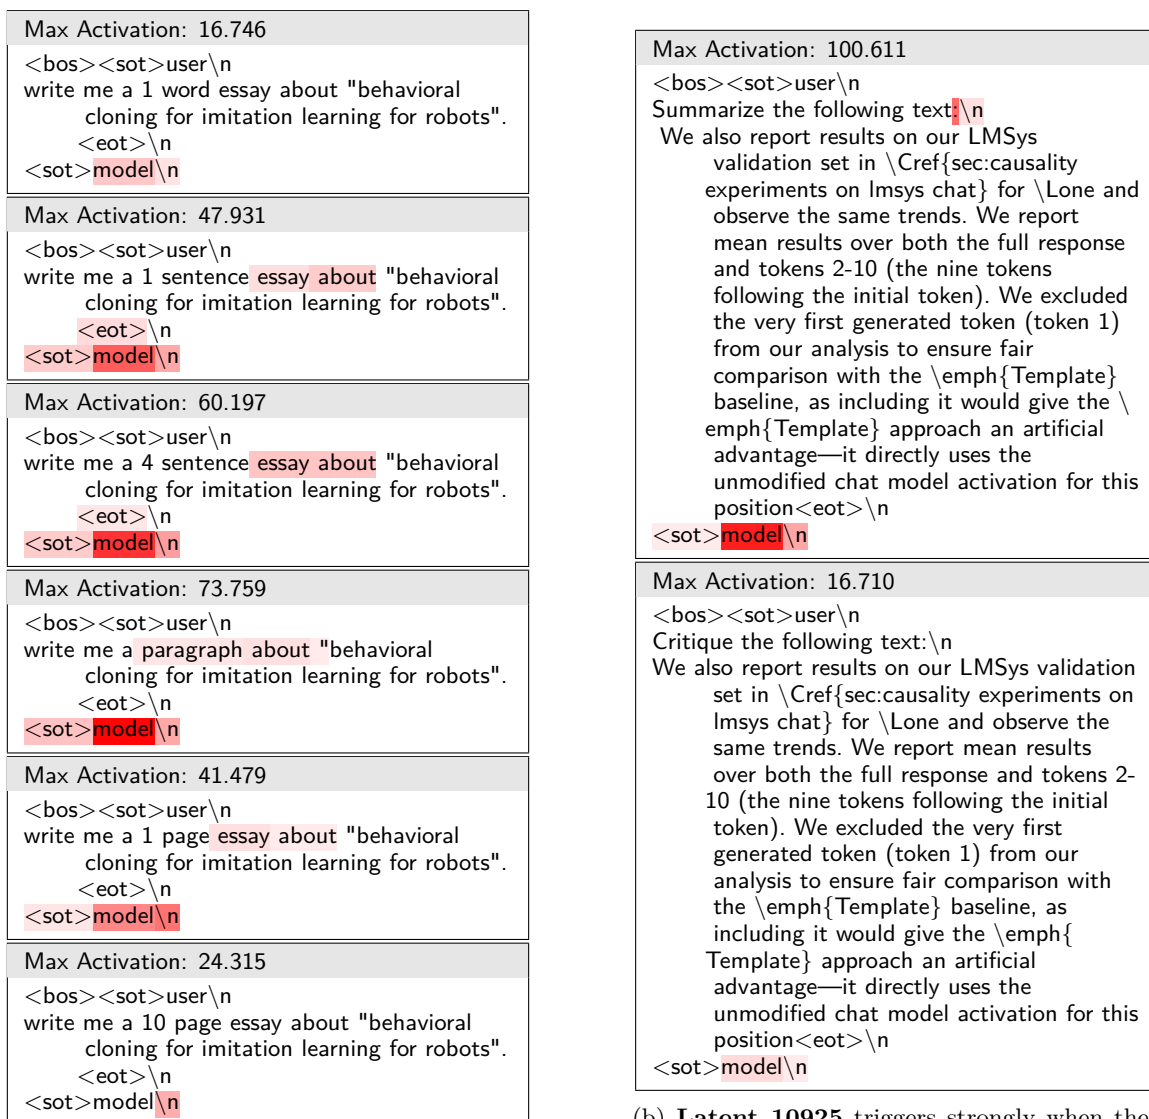 Max Activation: 16.746
<bos><sot>user\n
write me a 1 word essay about "behavioral
cloning for imitation learning for robots".
<eot>\n
<sot>model\n
Max Activation: 47.931
<bos><sot>user\n
write me a 1 sentence essay about "behavioral
cloning for imitation learning for robots".
<eot>\n
<sot>model\n
Max Activation: 60.197
<bos><sot>user\n
write me a 4 sentence essay about "behavioral
cloning for imitation learning for robots".
<eot>\n
<sot>model\n
Max Activation: 73.759
<bos><sot>user\n
write me a paragraph about "behavioral
cloning for imitation learning for robots".
<eot>\n
<sot>model\n
Max Activation: 41.479
<bos><sot>user\n
write me a 1 page essay about "behavioral
cloning for imitation learning for robots".
<eot>\n
<sot>model\n
Max Activation: 24.315
<bos><sot>user\n
write me a 10 page essay about "behavioral
cloning for imitation learning for robots".
<eot>\n
<sot>model\n
Max Activation: 100.611
<bos><sot>user\n
Summarize the following text:\n
We also report results on our LMSys
validation set in \Cref{sec:causality
experiments on lmsys chat} for \Lone and
observe the same trends. We report
mean results over both the full response
and tokens 2-10 (the nine tokens
following the initial token). We excluded
the very first generated token (token 1)
from our analysis to ensure fair
comparison with the \emph{Template}
baseline, as including it would give the \
emph{Template} approach an artificial
advantage—it directly uses the
unmodified chat model activation for this
position<eot>\n
<sot>model\n
Max Activation: 16.710
<bos><sot>user\n
Critique the following text:\n
We also report results on our LMSys validation
set in \Cref{sec:causality experiments on
lmsys chat} for \Lone and observe the
same trends. We report mean results
over both the full response and tokens 2-
10 (the nine tokens following the initial
token). We excluded the very first
generated token (token 1) from our
analysis to ensure fair comparison with
the \emph{Template} baseline, as
including it would give the \emph{
Template} approach an artificial
advantage—it directly uses the
unmodified chat model activation for this
position<eot>\n
<sot>model\n
(b) Latent 10925 triggers strongly when the